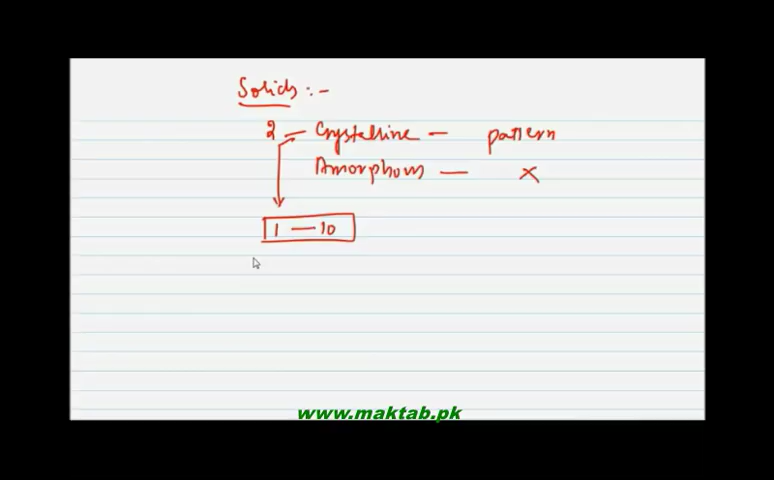 Solids :-
2 — Crystalline — pattern
Amorphous — ×
1 — 10
www.maktab.pk